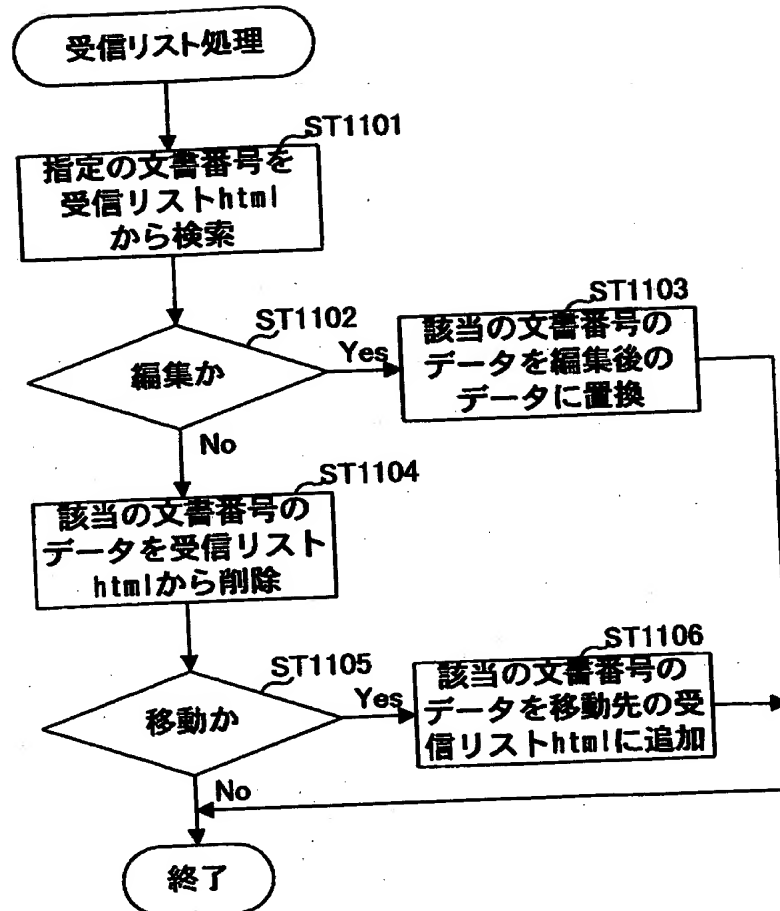 受信リスト処理
ST1101
指定の文書番号を
受信リストhtml
から検索
ST1102
編集か
Yes
No
ST1103
該当の文書番号の
データを編集後の
データに置換
ST1104
該当の文書番号の
データを受信リスト
htmlから削除
ST1105
移動か
Yes
No
ST1106
該当の文書番号の
データを移動先の受
信リストhtmlに追加
終了